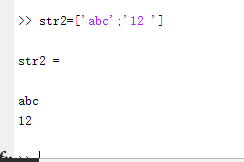 >> str2=['abc';'12 ']
str2 =
abc
12